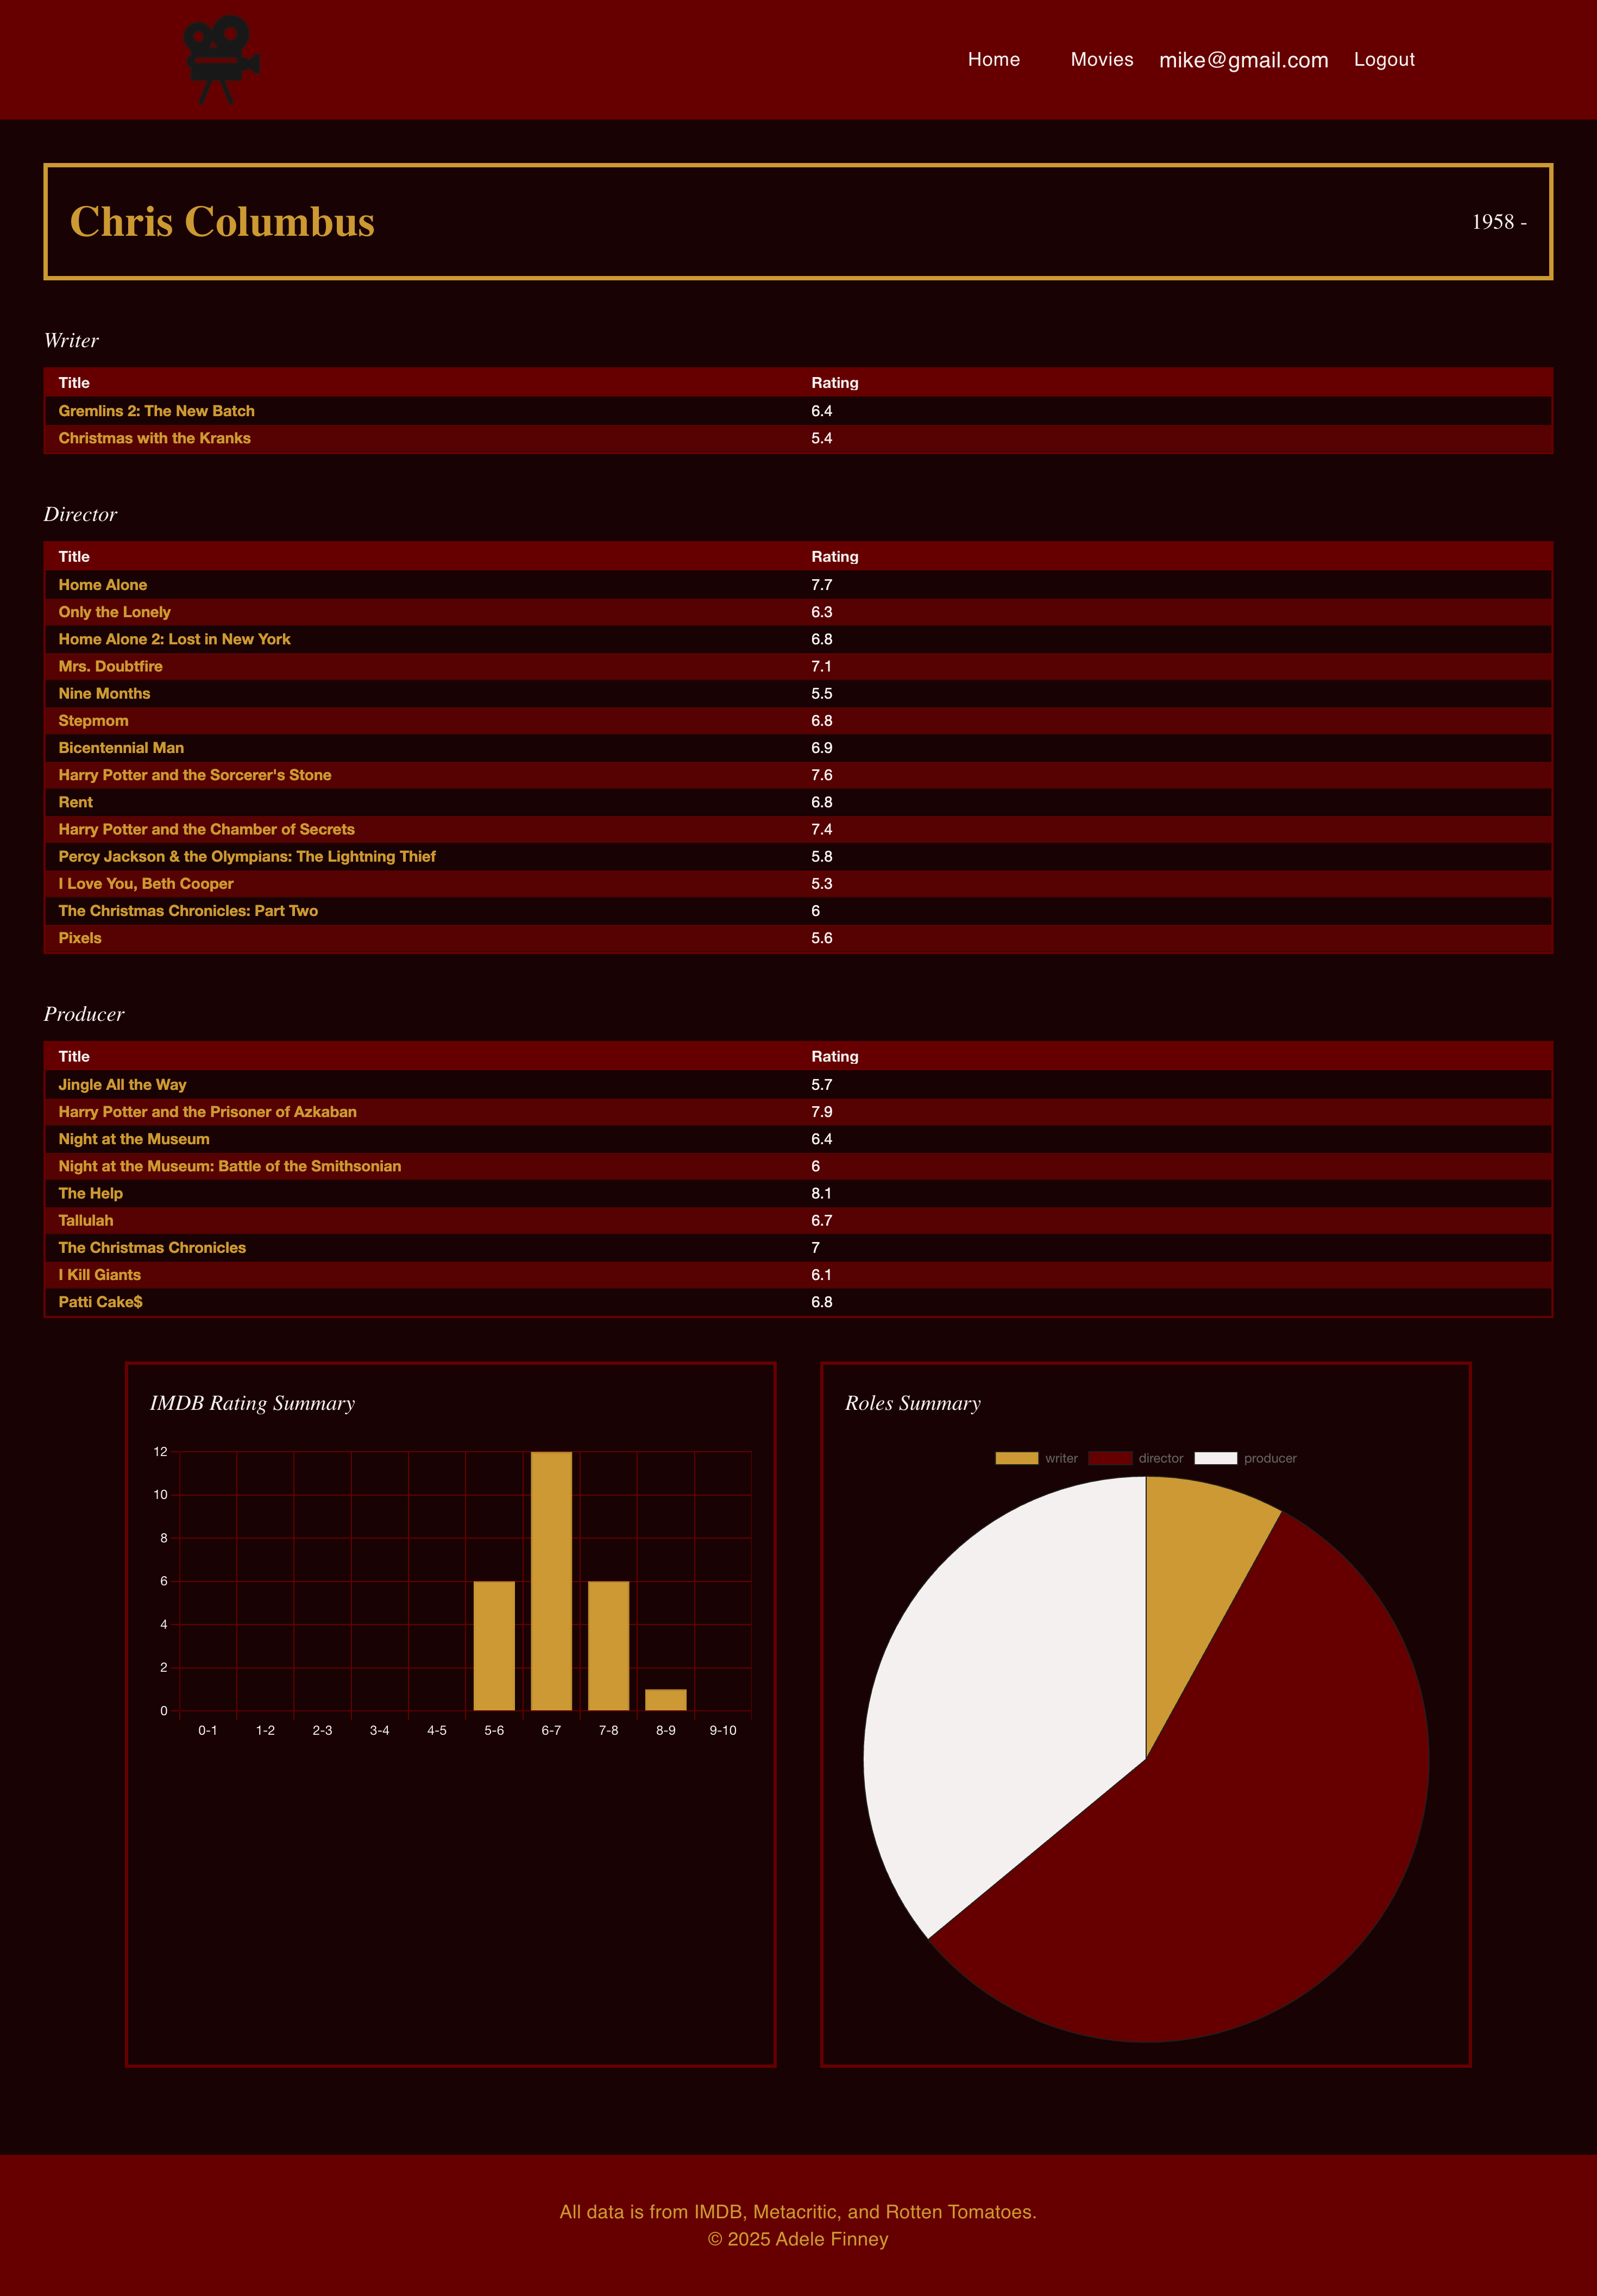 Home Movies mike@gmail.com Logout
Chris Columbus 1958 -
Writer
Title Rating
Gremlins 2: The New Batch 6.4
Christmas with the Kranks 5.4
Director
Title Rating
Home Alone 7.7
Only the Lonely 6.3
Home Alone 2: Lost in New York 6.8
Mrs. Doubtfire 7.1
Nine Months 5.5
Stepmom 6.8
Bicentennial Man 6.9
Harry Potter and the Sorcerer's Stone 7.6
Rent 6.8
Harry Potter and the Chamber of Secrets 7.4
Percy Jackson & the Olympians: The Lightning Thief 5.8
I Love You, Beth Cooper 5.3
The Christmas Chronicles: Part Two 6
Pixels 5.6
Producer
Title Rating
Jingle All the Way 5.7
Harry Potter and the Prisoner of Azkaban 7.9
Night at the Museum 6.4
Night at the Museum: Battle of the Smithsonian 6
The Help 8.1
Tallulah 6.7
The Christmas Chronicles 7
I Kill Giants 6.1
Patti Cake$ 6.8
IMDB Rating Summary
12
10
8
6
4
2
0
0-1 1-2 2-3 3-4 4-5 5-6 6-7 7-8 8-9 9-10
Roles Summary
writer director producer
All data is from IMDB, Metacritic, and Rotten Tomatoes.
© 2025 Adele Finney